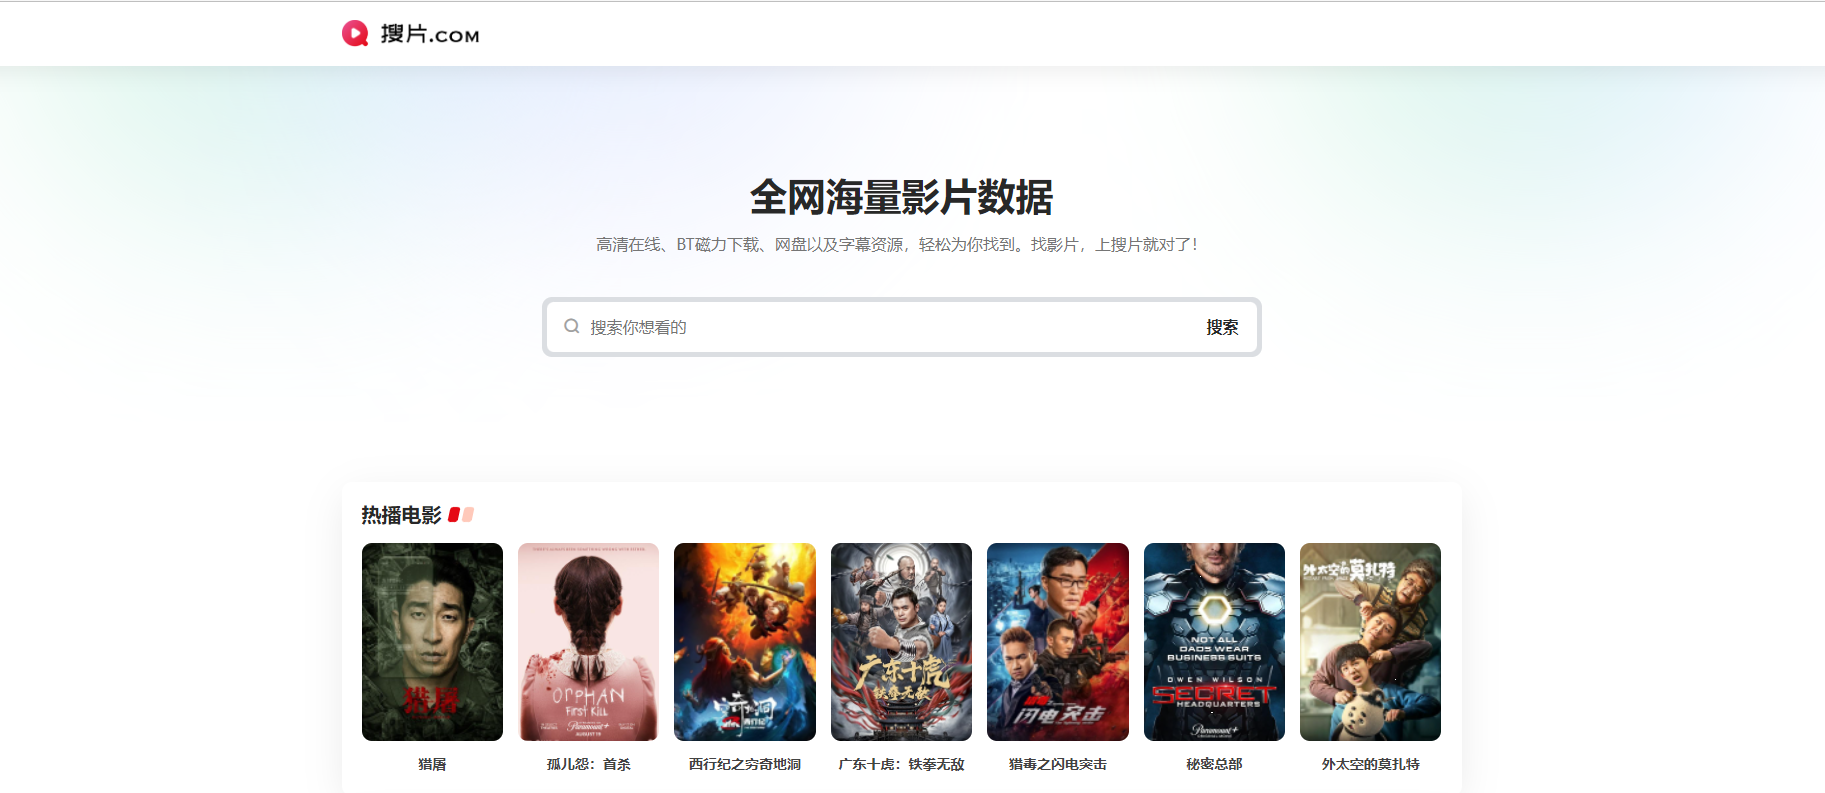 搜片.COM
全网海量影片数据
高清在线、BT磁力下载、网盘以及字幕资源，轻松为你找到。找影片，上搜片就对了！
搜索你想看的
搜索
热播电影
猎屠
ORPHAN
FIRST KILL
Paramount+
AUGUST 19
西行纪
广东十虎
铁拳无敌
闪电突击
NOT ALL
DADS WEAR
BUSINESS SUITS
OWEN WILSON
SECRET
HEADQUARTERS
Paramount+
外太空的莫扎特
猎屠
孤儿怨：首杀
西行纪之穷奇地洞
广东十虎：铁拳无敌
猎毒之闪电突击
秘密总部
外太空的莫扎特